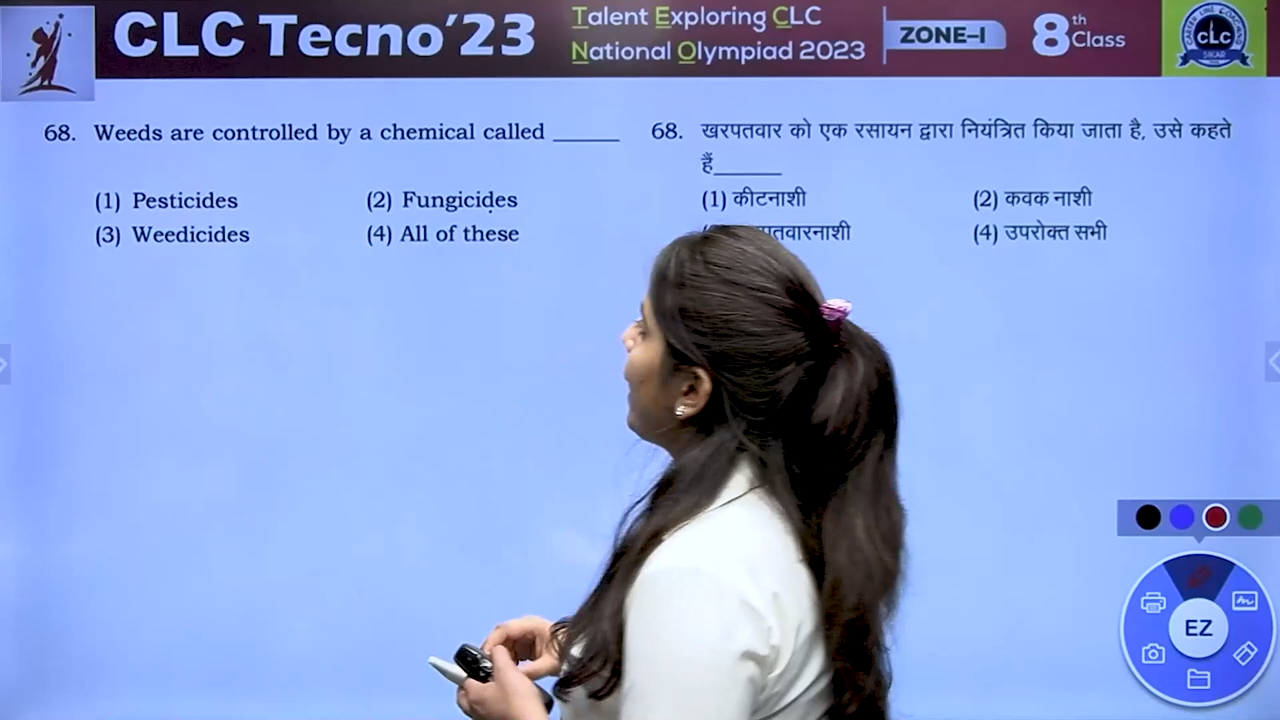 CLC Tecno'23
Talent Exploring CLC
National Olympiad 2023
ZONE-I
8th Class
CLC
SIKAR
68. Weeds are controlled by a chemical called ______
(1) Pesticides (2) Fungicides
(3) Weedicides (4) All of these
68. खरपतवार को एक रसायन द्वारा नियंत्रित किया जाता है, उसे कहते
हैं______
(1) कीटनाशी (2) कवक नाशी
(4) उपरोक्त सभी
EZ